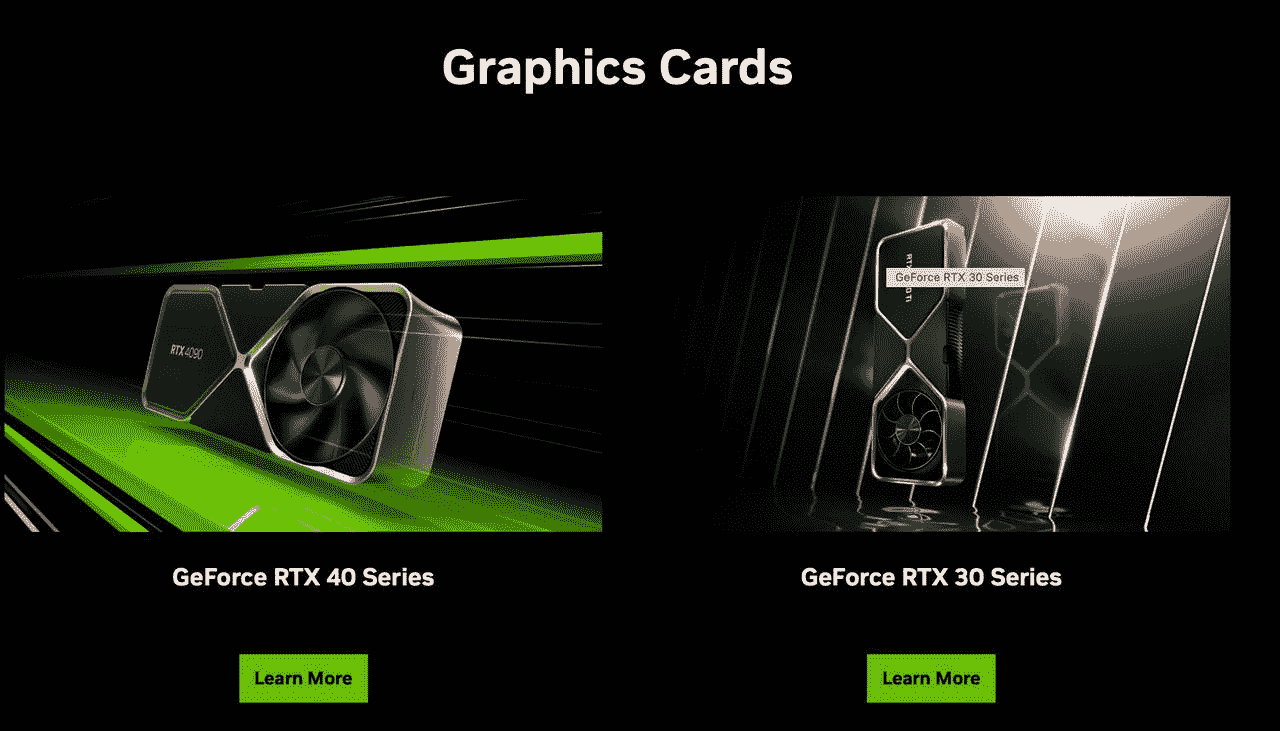 Graphics Cards
RTX 4090
GeForce RTX 30 Series
GeForce RTX 40 Series
GeForce RTX 30 Series
Learn More
Learn More